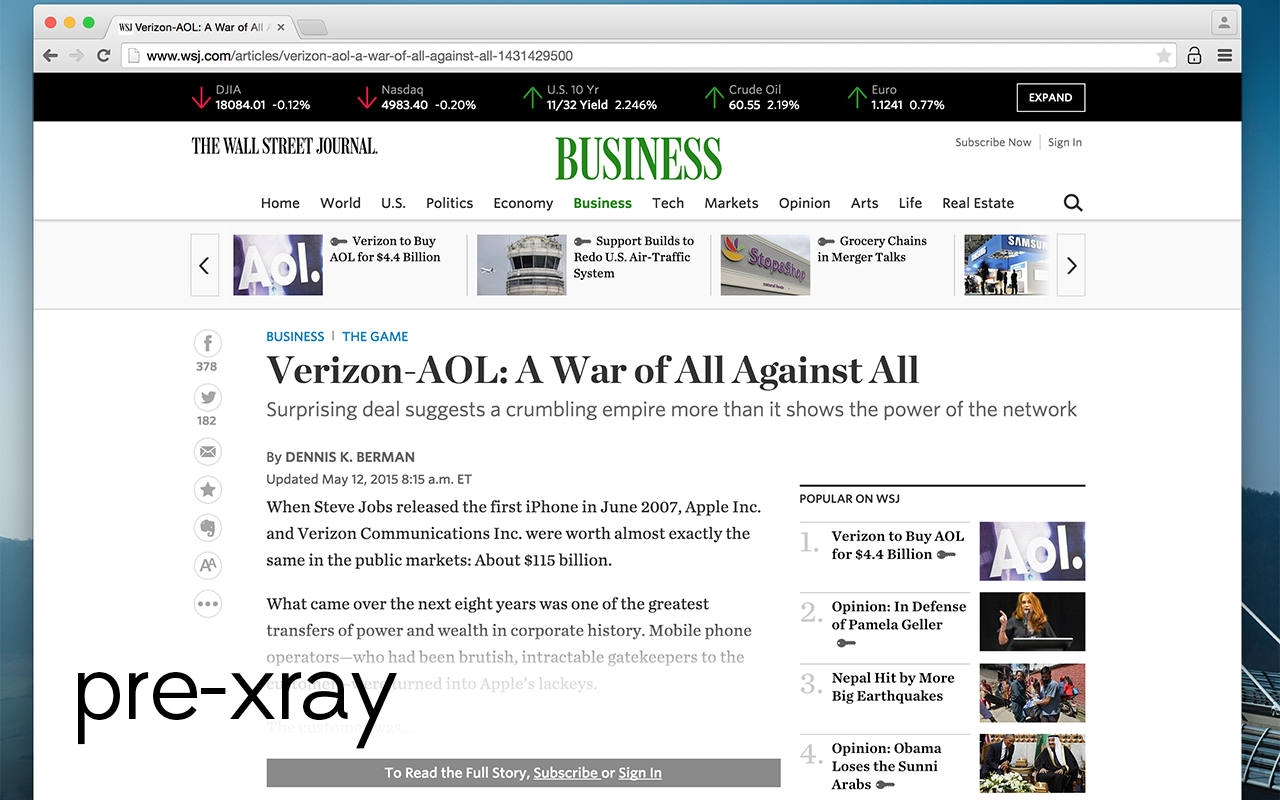 WSJ Verizon-AOL: A War of All A
www.wsj.com/articles/verizon-aol-a-war-of-all-against-all-1431429500
DJIA
18084.01 -0.12%
Nasdaq
4983.40 -0.20%
U.S. 10 Yr
11/32 Yield 2.246%
Crude Oil
60.55 2.19%
Euro
1.1241 0.77%
EXPAND
THE WALL STREET JOURNAL.
BUSINESS
Subscribe Now
Sign In
Home World U.S. Politics Economy Business Tech Markets Opinion Arts Life Real Estate
Aol.
Verizon to Buy
AOL for $4.4 Billion
Support Builds to
Redo U.S. Air-Traffic
System
Stop&Shop
natural foods
Grocery Chains
in Merger Talks
SAMSUNG
BUSINESS | THE GAME
Verizon-AOL: A War of All Against All
Surprising deal suggests a crumbling empire more than it shows the power of the network
378
182
AA
By DENNIS K. BERMAN
Updated May 12, 2015 8:15 a.m. ET
When Steve Jobs released the first iPhone in June 2007, Apple Inc.
and Verizon Communications Inc. were worth almost exactly the
same in the public markets: About $115 billion.
What came over the next eight years was one of the greatest
transfers of power and wealth in corporate history. Mobile phone
operators—who had been brutish, intractable gatekeepers to the
customer—were turned into Apple's lackeys.
The customer was...
To Read the Full Story, Subscribe or Sign In
POPULAR ON WSJ
1. Verizon to Buy AOL
for $4.4 Billion
Aol.
2. Opinion: In Defense
of Pamela Geller
3. Nepal Hit by More
Big Earthquakes
4. Opinion: Obama
Loses the Sunni
Arabs
pre-xray